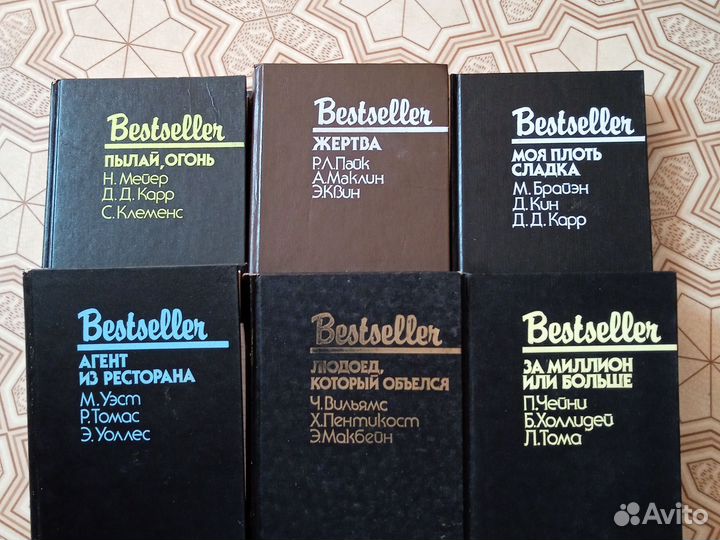 Bestseller
ПЫЛАЙ, ОГОНЬ
Н. Мейер
Д. Д. Карр
С. Клеменс
Bestseller
ЖЕРТВА
Р.Л. Пайк
А. Маклин
Э. Квин
Bestseller
МОЯ ПЛОТЬ
СЛАДКА
М. Брайэн
Д. Кин
Д. Д. Карр
Bestseller
АГЕНТ
ИЗ РЕСТОРАНА
М. Уэст
Р. Томас
Э. Уоллес
Bestseller
ЛЮДОЕД,
КОТОРЫЙ ОБЪЕЛСЯ
Ч. Вильямс
Х. Пентикост
Э. Макбейн
Bestseller
ЗА МИЛЛИОН
ИЛИ БОЛЬШЕ
П. Чейни
Б. Холлидей
Л. Тома
Avito